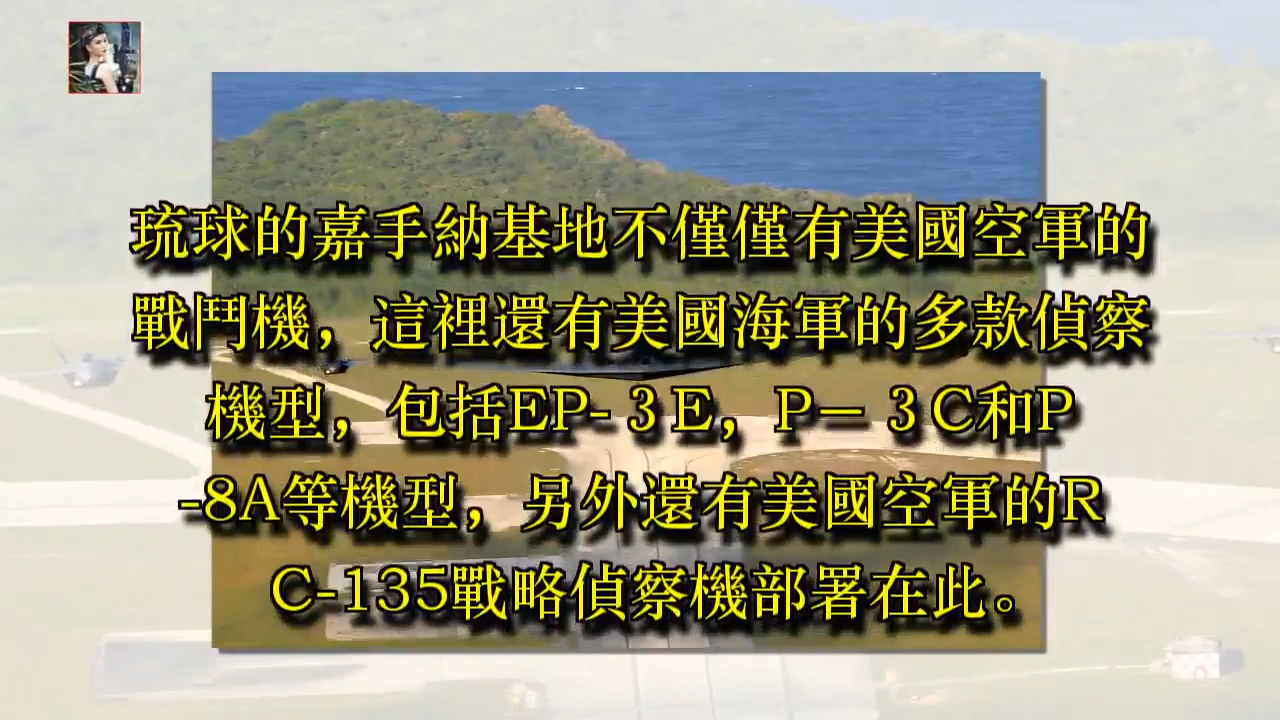 琉球的嘉手納基地不僅僅有美國空軍的
戰鬥機，這裡還有美國海軍的多款偵察
機型，包括EP-３E，P－３C和P
-8A等機型，另外還有美國空軍的R
C-135戰略偵察機部署在此。